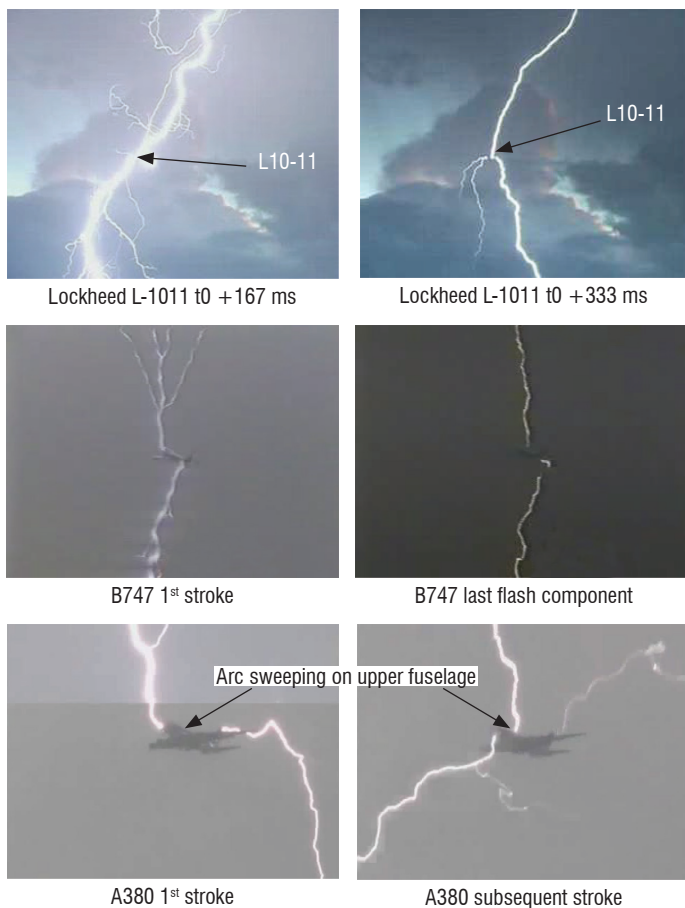 L10-11
L10-11
Lockheed L-1011 t0 +167 ms
Lockheed L-1011 t0 +333 ms
B747 1st stroke
B747 last flash component
Arc sweeping on upper fuselage
A380 1st stroke
A380 subsequent stroke